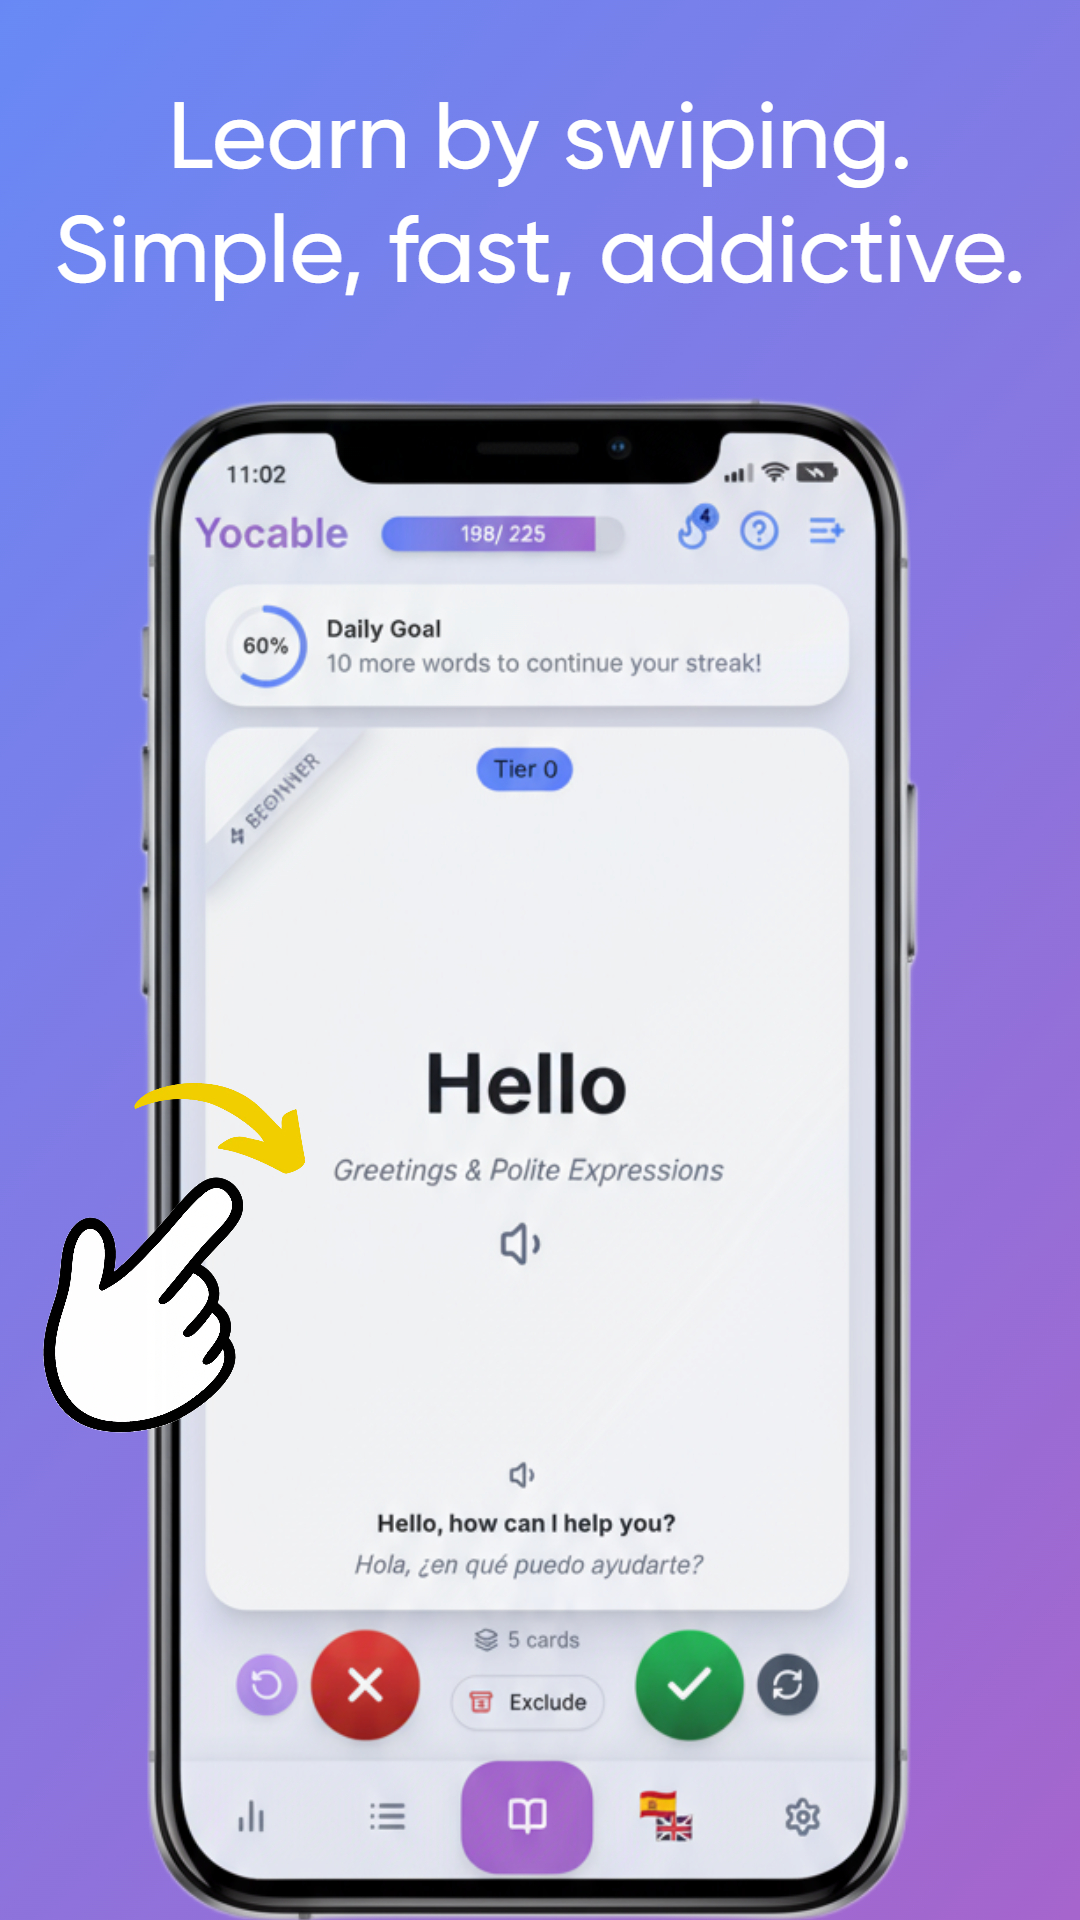 Learn by swiping.
Simple, fast, addictive.
11:02
Yocable
198/ 225
4
60%
Daily Goal
10 more words to continue your streak!
BEGINNER
Tier 0
Hello
Greetings & Polite Expressions
Hello, how can I help you?
Hola, ¿en qué puedo ayudarte?
5 cards
Exclude